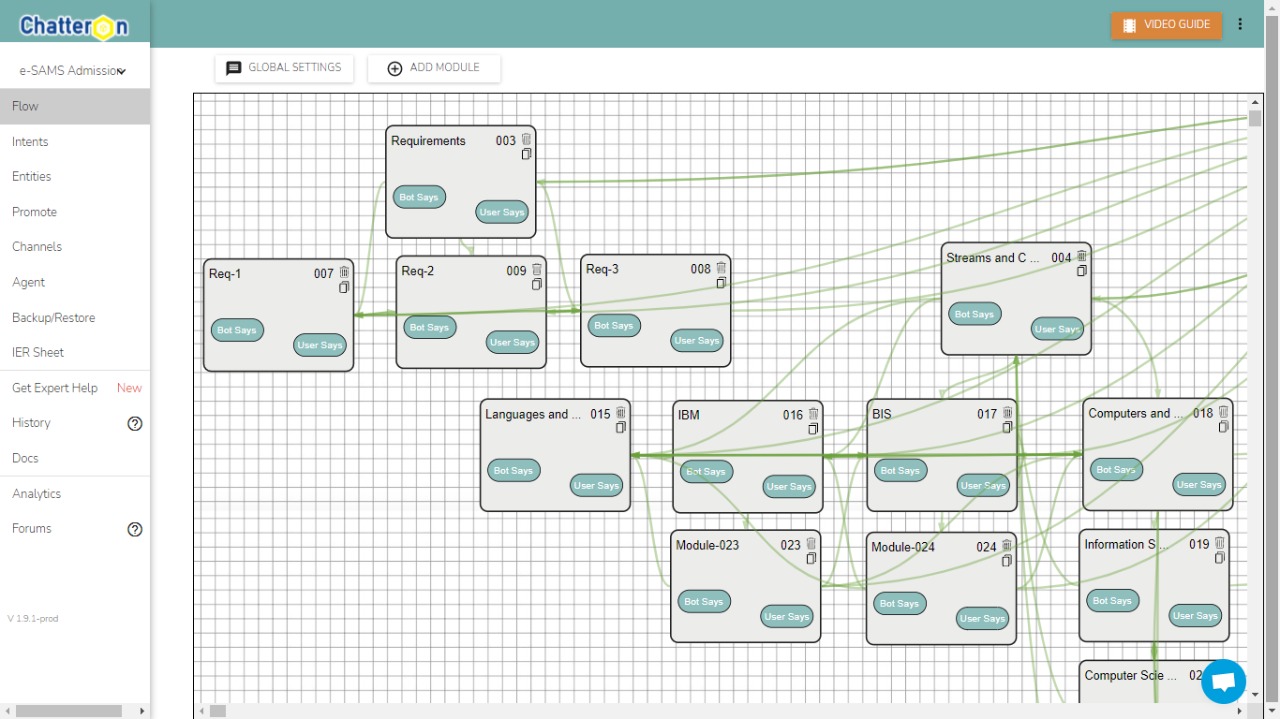 Chatteron
VIDEO GUIDE
e-SAMS Admission
GLOBAL SETTINGS
ADD MODULE
Flow
Intents
Entities
Promote
Channels
Agent
Backup/Restore
IER Sheet
Get Expert Help New
History
Docs
Analytics
Forums
V 1.9.1-prod
Requirements 003
Bot Says
User Says
Req-1 007
Bot Says
User Says
Req-2 009
Bot Says
User Says
Req-3 008
Bot Says
User Says
Streams and C ... 004
Bot Says
User Says
Languages and ... 015
Bot Says
User Says
IBM 016
Bot Says
User Says
BIS 017
Bot Says
User Says
Computers and ... 018
Bot Says
User Says
Module-023 023
Bot Says
User Says
Module-024 024
Bot Says
User Says
Information S ... 019
Bot Says
User Says
Computer Scie ...